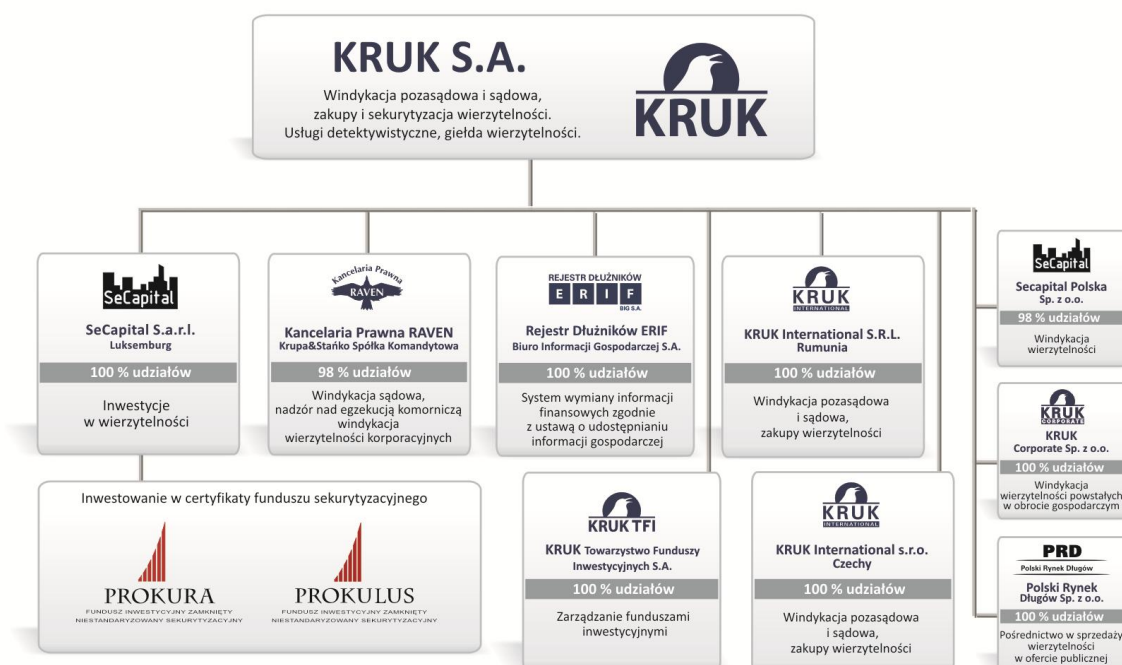 KRUK S.A.
Windykacja pozasądowa i sądowa,
zakupy i sekurytyzacja wierzytelności.
Usługi detektywistyczne, giełda wierzytelności.
KRUK
SeCapital
SeCapital S.a.r.l.
Luksemburg
100 % udziałów
Inwestycje
w wierzytelności
Kancelaria Prawna
RAVEN
Kancelaria Prawna RAVEN
Krupa&Stańko Spółka Komandytowa
98 % udziałów
Windykacja sądowa,
nadzór nad egzekucją komorniczą
windykacja
wierzytelności korporacyjnych
REJESTR DŁUŻNIKÓW
ERIF
BIG S.A.
Rejestr Dłużników ERIF
Biuro Informacji Gospodarczej S.A.
100 % udziałów
System wymiany informacji
finansowych zgodnie
z ustawą o udostępnianiu
informacji gospodarczej
KRUK
INTERNATIONAL
KRUK International S.R.L.
Rumunia
100 % udziałów
Windykacja pozasądowa
i sądowa,
zakupy wierzytelności
SeCapital
Secapital Polska
Sp. z o.o.
98 % udziałów
Windykacja
wierzytelności
KRUK
CORPORATE
KRUK
Corporate Sp. z o.o.
100 % udziałów
Windykacja
wierzytelności powstałych
w obrocie gospodarczym
Inwestowanie w certyfikaty funduszu sekurytyzacyjnego
PROKURA
FUNDUSZ INWESTYCYJNY ZAMKNIĘTY
NIESTANDARYZOWANY SEKURYTYZACYJNY
PROKULUS
FUNDUSZ INWESTYCYJNY ZAMKNIĘTY
NIESTANDARYZOWANY SEKURYTYZACYJNY
KRUK TFI
KRUK Towarzystwo Funduszy
Inwestycyjnych S.A.
100 % udziałów
Zarządzanie funduszami
inwestycyjnymi
KRUK
INTERNATIONAL
KRUK International s.r.o.
Czechy
100 % udziałów
Windykacja pozasądowa
i sądowa,
zakupy wierzytelności
PRD
Polski Rynek Długów
Polski Rynek
Długów Sp. z o.o.
100 % udziałów
Pośrednictwo w sprzedaży
wierzytelności
w ofercie publicznej